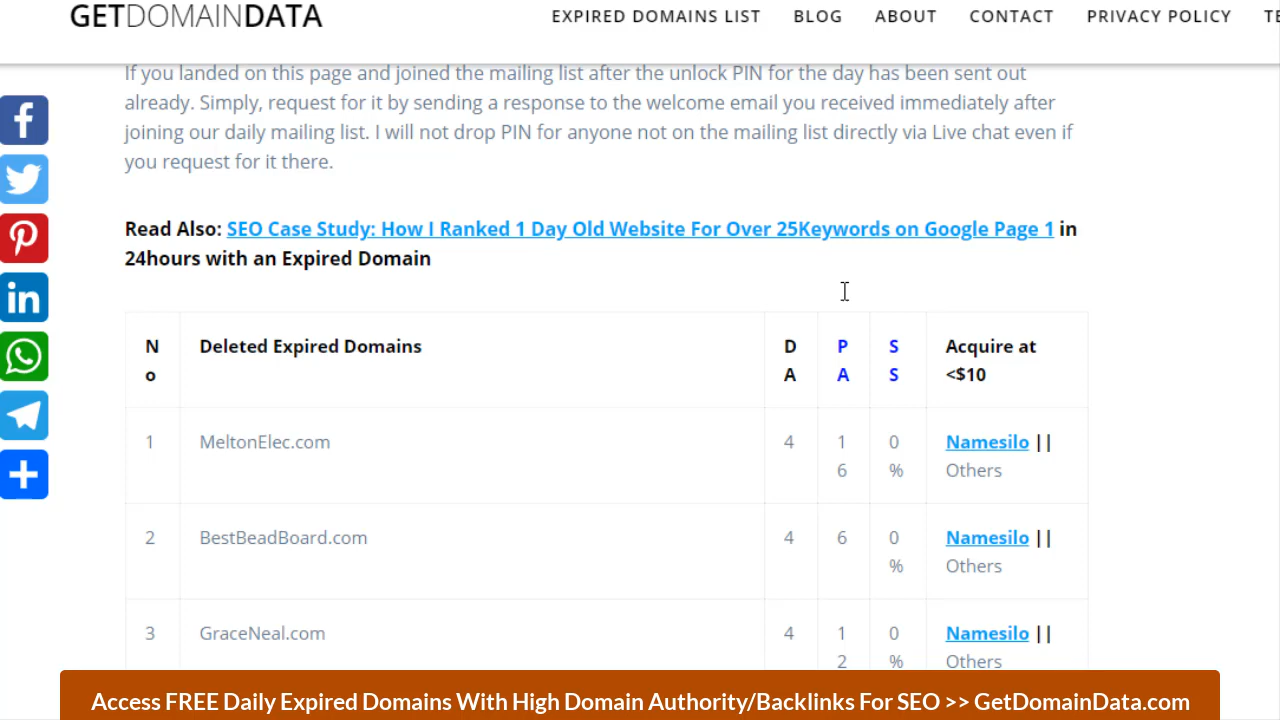 GETDOMAINDATA
EXPIRED DOMAINS LIST BLOG ABOUT CONTACT PRIVACY POLICY TE
If you landed on this page and joined the mailing list after the unlock PIN for the day has been sent out
already. Simply, request for it by sending a response to the welcome email you received immediately after
joining our daily mailing list. I will not drop PIN for anyone not on the mailing list directly via Live chat even if
you request for it there.
Read Also: SEO Case Study: How I Ranked 1 Day Old Website For Over 25Keywords on Google Page 1 in
24hours with an Expired Domain
N Deleted Expired Domains D P S Acquire at
o A A S <$10
1 MeltonElec.com 4 1 0 Namesilo ||
6 % Others
2 BestBeadBoard.com 4 6 0 Namesilo ||
% Others
3 GraceNeal.com 4 1 0 Namesilo ||
2 % Others
Access FREE Daily Expired Domains With High Domain Authority/Backlinks For SEO >> GetDomainData.com